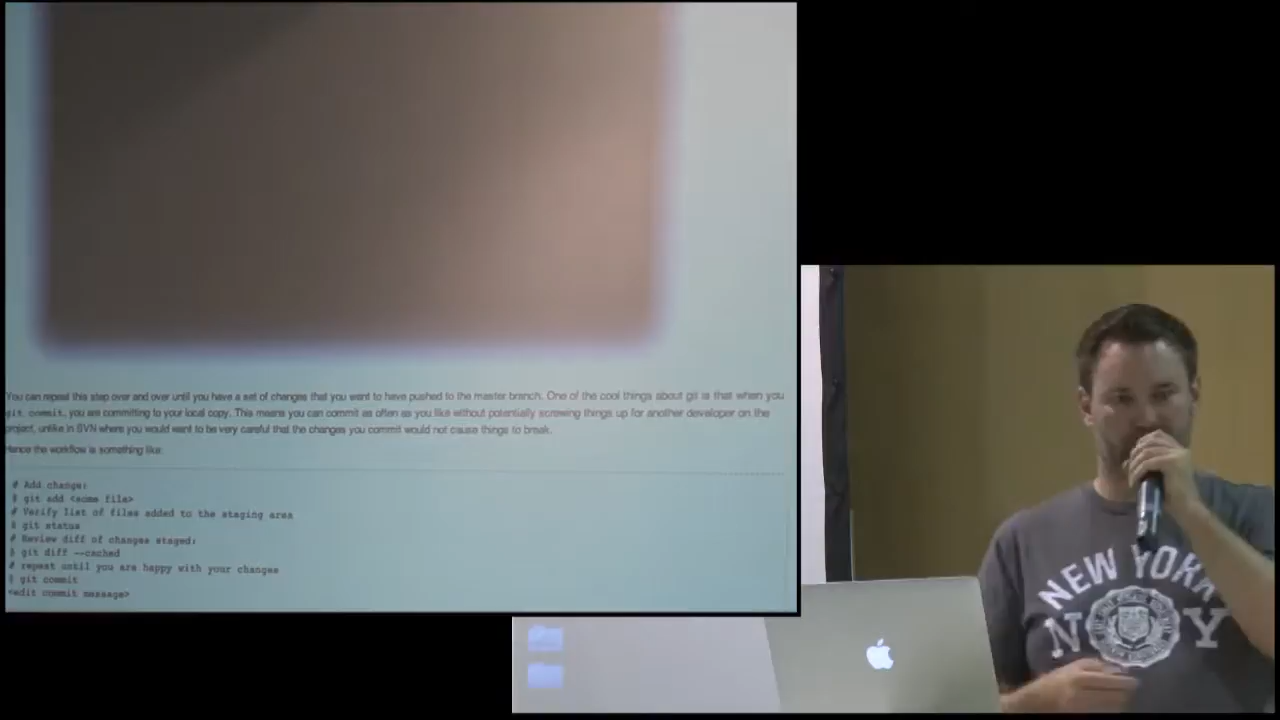 You can repeat this step over and over until you have a set of changes that you want to have pushed to the master branch. One of the cool things about git is that when you
git commit, you are committing to your local copy. This means you can commit as often as you like without potentially screwing things up for another developer on the
project, unlike in SVN where you would want to be very careful that the changes you commit would not cause things to break.
Hence the workflow is something like:
# Add change:
$ git add <some file>
# Verify list of files added to the staging area
$ git status
# Review diff of changes staged:
$ git diff --cached
# repeat until you are happy with your changes
$ git commit
<edit commit message>
NEW YORK
N Y